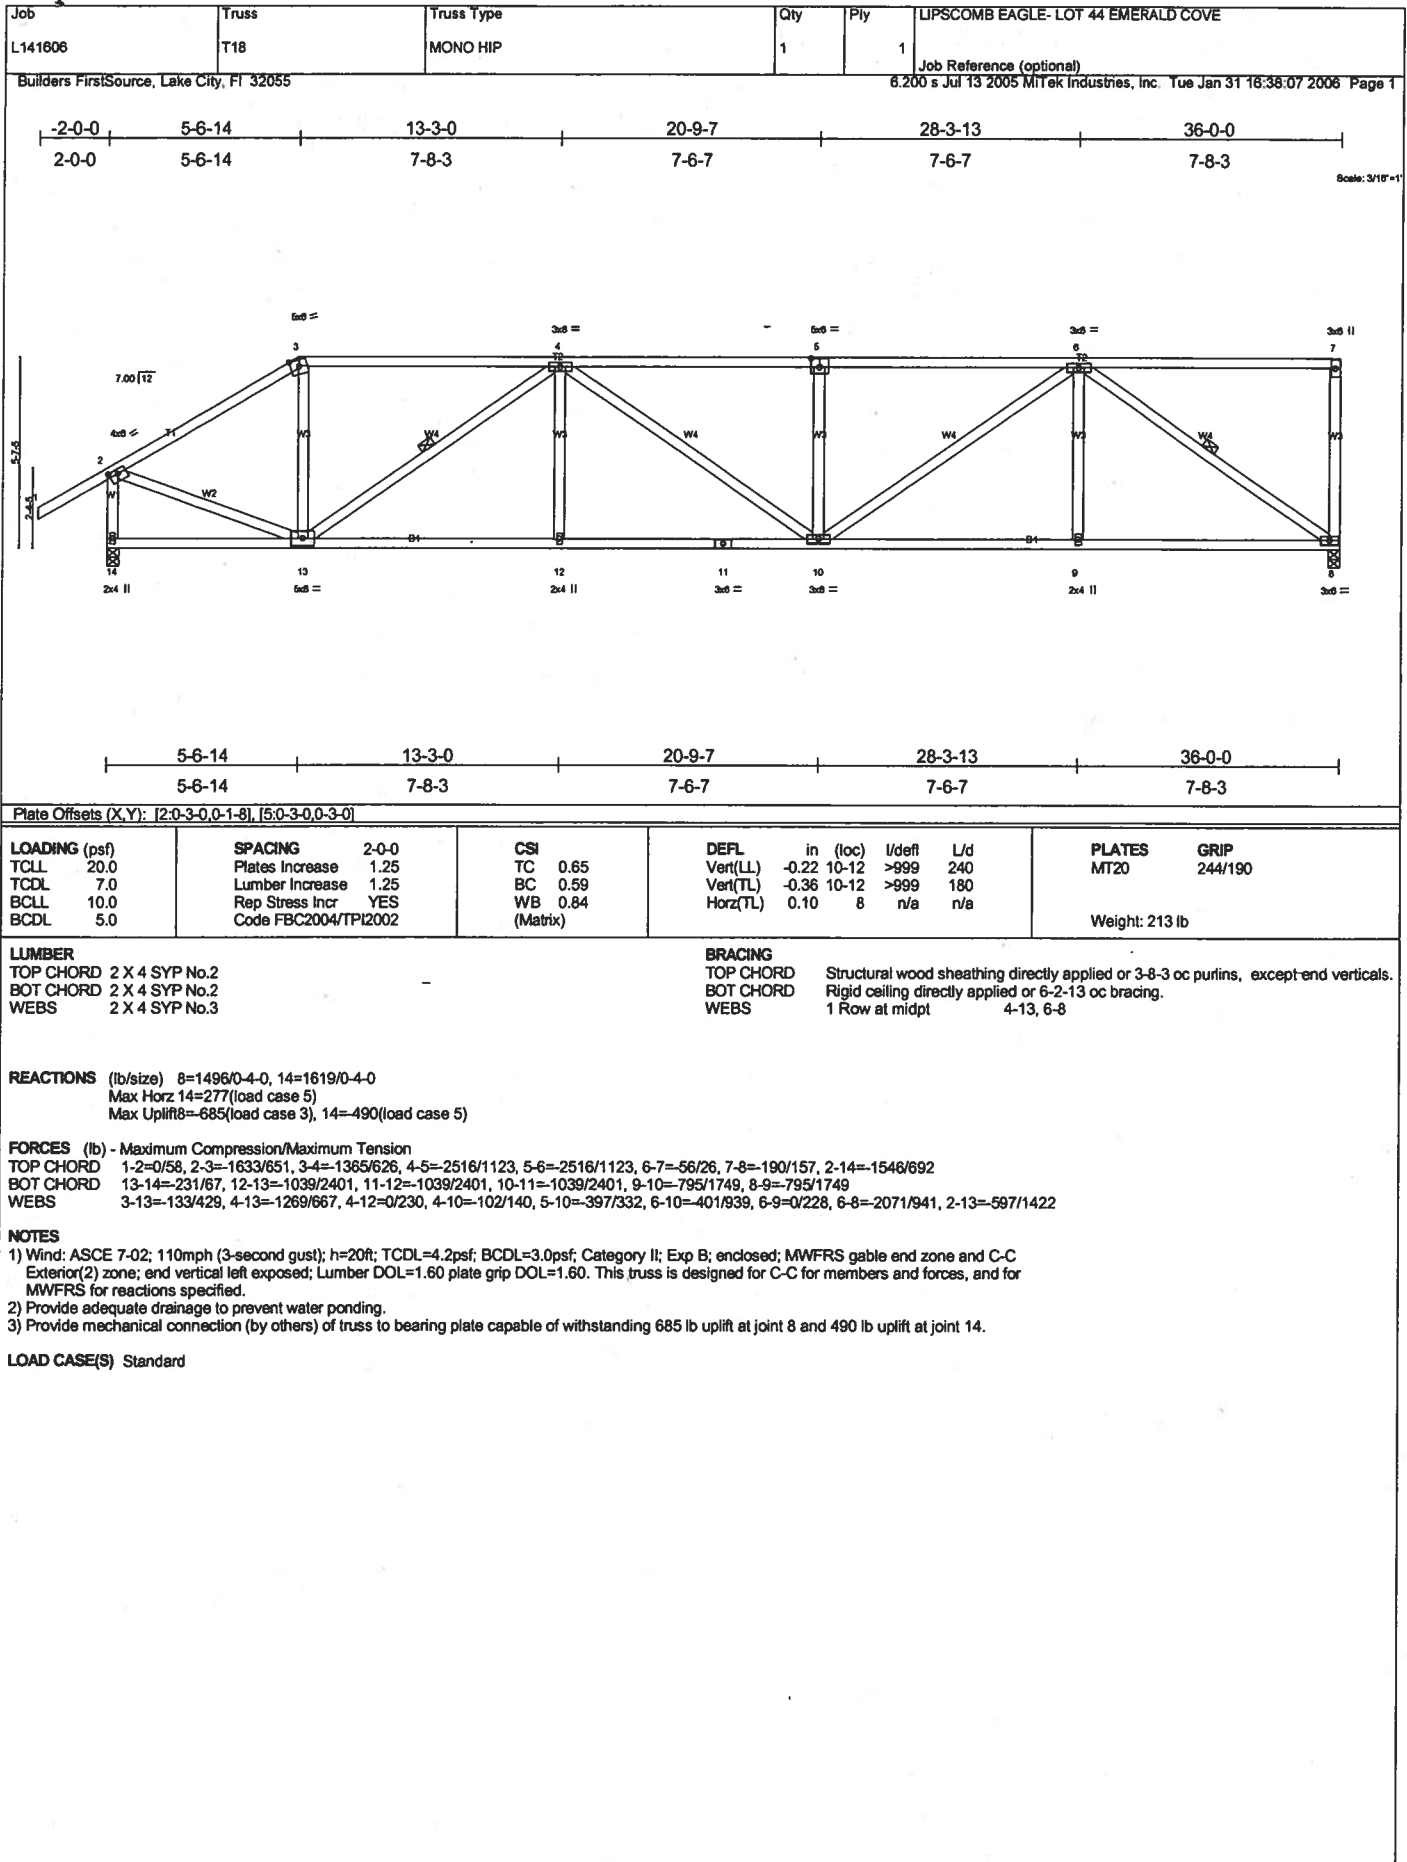 Job Truss Truss Type Qty Ply LIPSCOMB EAGLE- LOT 44 EMERALD COVE
L141606 T18 MONO HIP 1 1
Job Reference (optional)
Builders FirstSource, Lake City, Fl 32055 6.200 s Jul 13 2005 MiTek Industries, Inc. Tue Jan 31 16:38:07 2006 Page 1
-2-0-0 5-6-14 13-3-0 20-9-7 28-3-13 36-0-0
2-0-0 5-6-14 7-8-3 7-6-7 7-6-7 7-8-3
Scale: 3/16"=1'
5x6 = 3x8 = 5x6 = 3x8 = 3x6 II
3 4 5 6 7
T2 T2
7.00 12
4x6 = T1 W3 W4 W3 W4 W3 W4 W3 W4 W3
5-7-5
2 
2-4-5 1 W1 W2
B1 B1
14 13 12 11 10 9 8
2x4 II 5x8 = 2x4 II 3x6 = 3x8 = 2x4 II 3x6 =
5-6-14 13-3-0 20-9-7 28-3-13 36-0-0
5-6-14 7-8-3 7-6-7 7-6-7 7-8-3
Plate Offsets (X,Y): [2:0-3-0,0-1-8], [5:0-3-0,0-3-0]
LOADING (psf) SPACING 2-0-0 CSI DEFL in (loc) l/defl L/d PLATES GRIP
TCLL 20.0 Plates Increase 1.25 TC 0.65 Vert(LL) -0.22 10-12 >999 240 MT20 244/190
TCDL 7.0 Lumber Increase 1.25 BC 0.59 Vert(TL) -0.36 10-12 >999 180
BCLL 10.0 Rep Stress Incr YES WB 0.84 Horz(TL) 0.10 8 n/a n/a
BCDL 5.0 Code FBC2004/TPI2002 (Matrix) Weight: 213 lb
LUMBER BRACING
TOP CHORD 2 X 4 SYP No.2 TOP CHORD Structural wood sheathing directly applied or 3-8-3 oc purlins, except end verticals.
BOT CHORD 2 X 4 SYP No.2 BOT CHORD Rigid ceiling directly applied or 6-2-13 oc bracing.
WEBS 2 X 4 SYP No.3 WEBS 1 Row at midpt 4-13, 6-8
REACTIONS (lb/size) 8=1496/0-4-0, 14=1619/0-4-0
Max Horz 14=277(load case 5)
Max Uplift8=-685(load case 3), 14=-490(load case 5)
FORCES (lb) - Maximum Compression/Maximum Tension
TOP CHORD 1-2=0/58, 2-3=-1633/651, 3-4=-1365/626, 4-5=-2516/1123, 5-6=-2516/1123, 6-7=-56/26, 7-8=-190/157, 2-14=-1546/692
BOT CHORD 13-14=-231/67, 12-13=-1039/2401, 11-12=-1039/2401, 10-11=-1039/2401, 9-10=-795/1749, 8-9=-795/1749
WEBS 3-13=-133/429, 4-13=-1269/667, 4-12=0/230, 4-10=-102/140, 5-10=-397/332, 6-10=-401/939, 6-9=0/228, 6-8=-2071/941, 2-13=-597/1422
NOTES
1) Wind: ASCE 7-02; 110mph (3-second gust); h=20ft; TCDL=4.2psf; BCDL=3.0psf; Category II; Exp B; enclosed; MWFRS gable end zone and C-C
Exterior(2) zone; end vertical left exposed; Lumber DOL=1.60 plate grip DOL=1.60. This truss is designed for C-C for members and forces, and for
MWFRS for reactions specified.
2) Provide adequate drainage to prevent water ponding.
3) Provide mechanical connection (by others) of truss to bearing plate capable of withstanding 685 lb uplift at joint 8 and 490 lb uplift at joint 14.
LOAD CASE(S) Standard